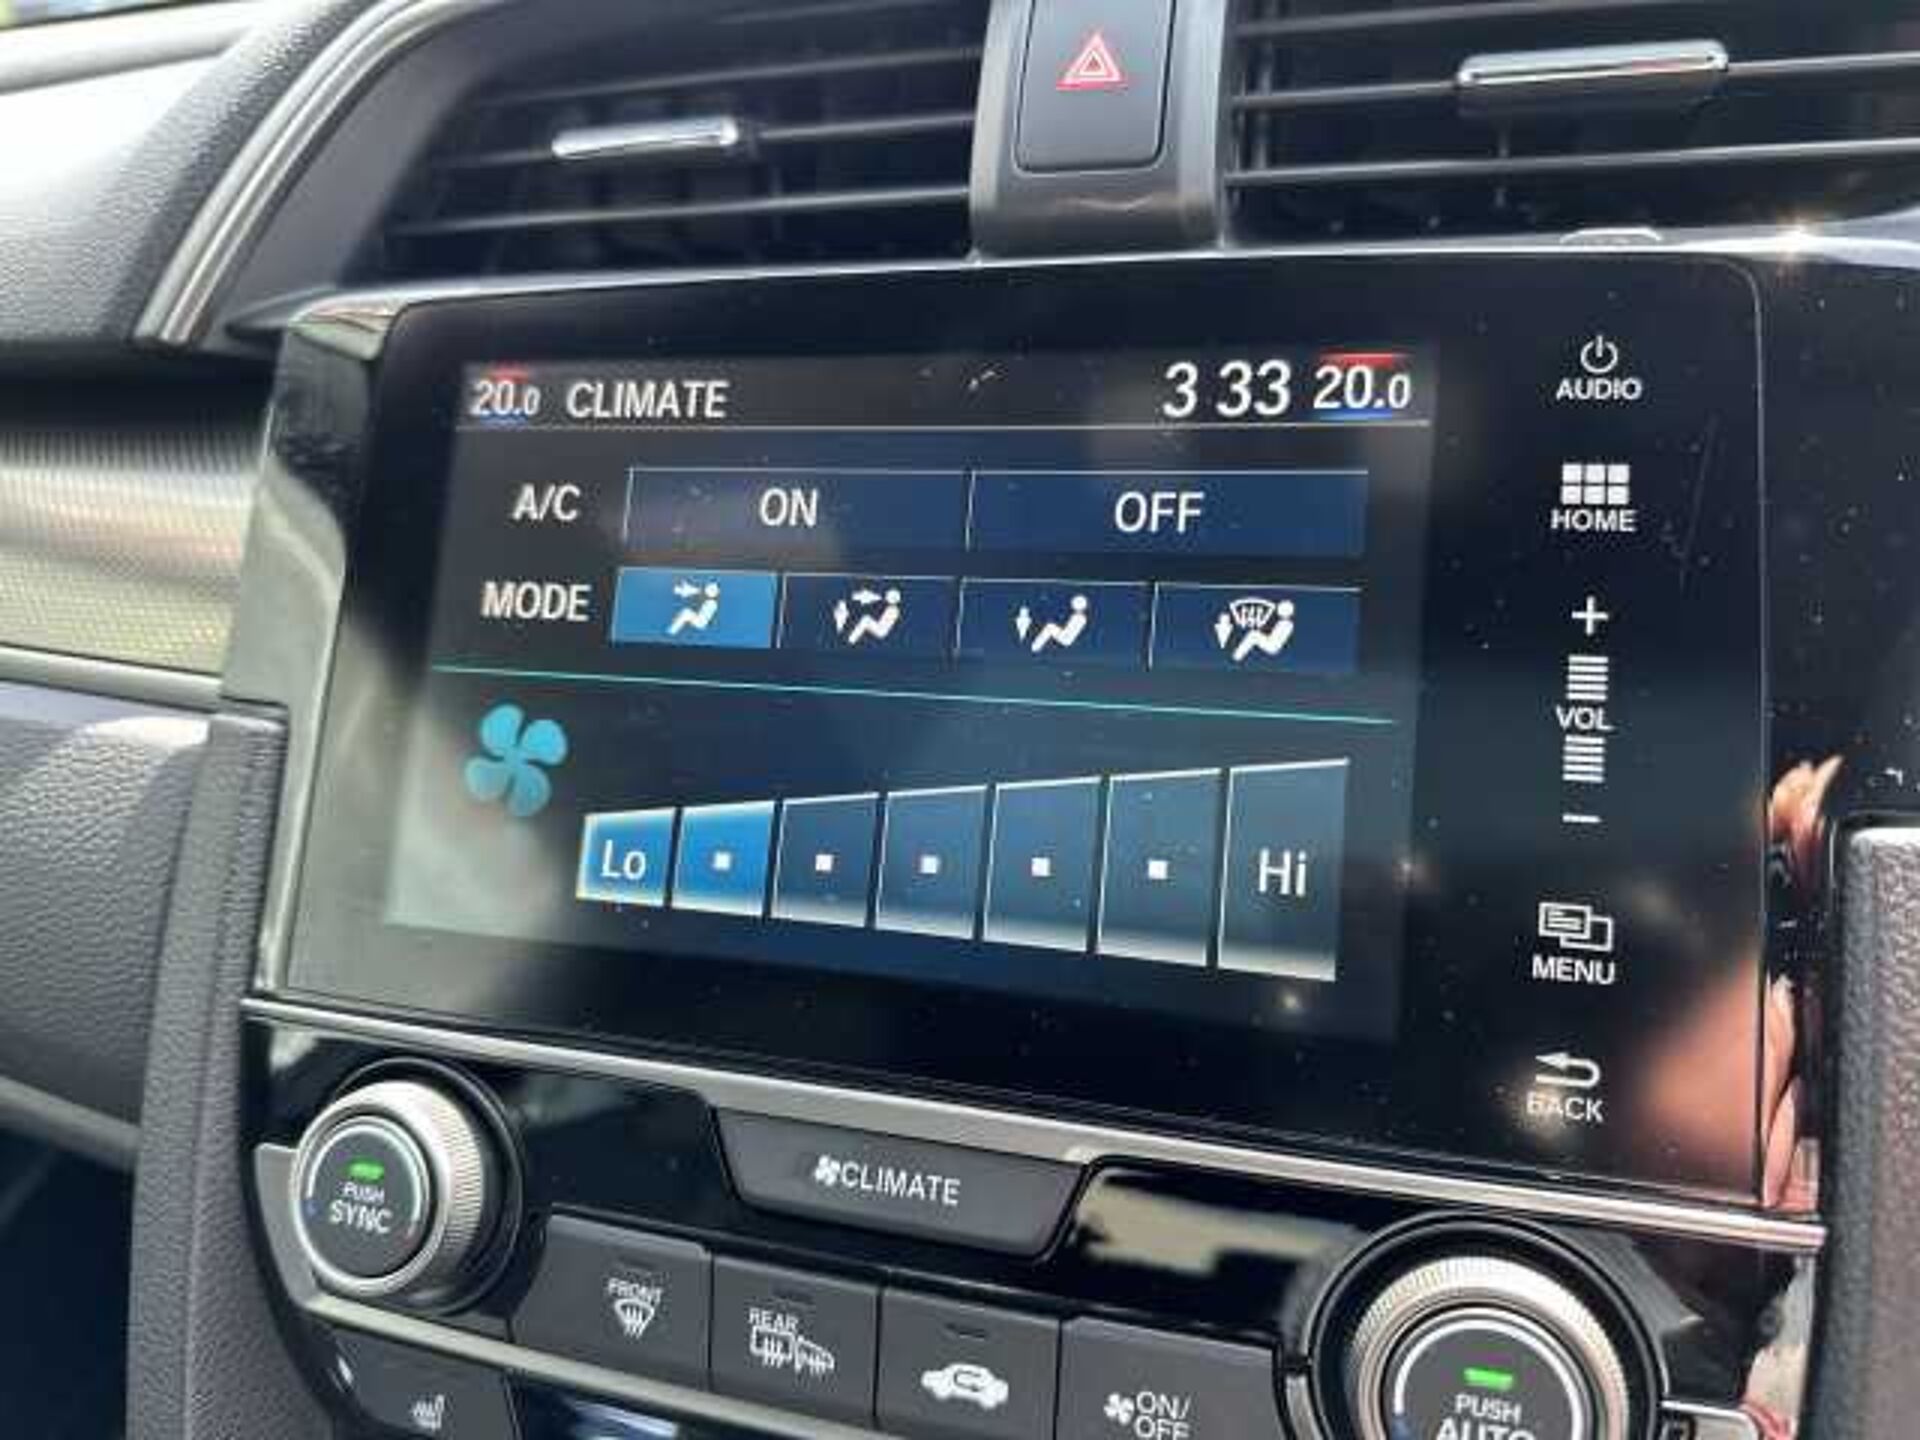 20.0 CLIMATE 3 33 20.0
AUDIO
A/C ON OFF
HOME
MODE
+
VOL
Lo Hi
-
MENU
BACK
PUSH
SYNC
CLIMATE
FRONT
REAR
ON/
OFF
PUSH
AUTO